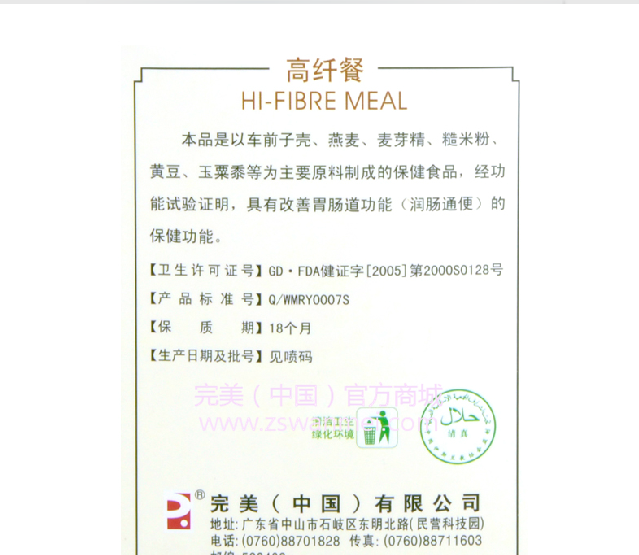 高纤餐
HI-FIBRE MEAL
本品是以车前子壳、燕麦、麦芽精、糙米粉、
黄豆、玉粟黍等为主要原料制成的保健食品，经功
能试验证明，具有改善胃肠道功能（润肠通便）的
保健功能。
【卫生许可证号】GD·FDA健证字[2005]第2000S0128号
【产品标准号】Q/WMRY0007S
【保 质 期】18个月
【生产日期及批号】见喷码
完美（中国）官方商城
清洁卫生
绿化环境
حلال
清真
®完美（中国）有限公司
地址:广东省中山市石岐区东明北路(民营科技园)
电话:(0760)88701828 传真:(0760)88711603